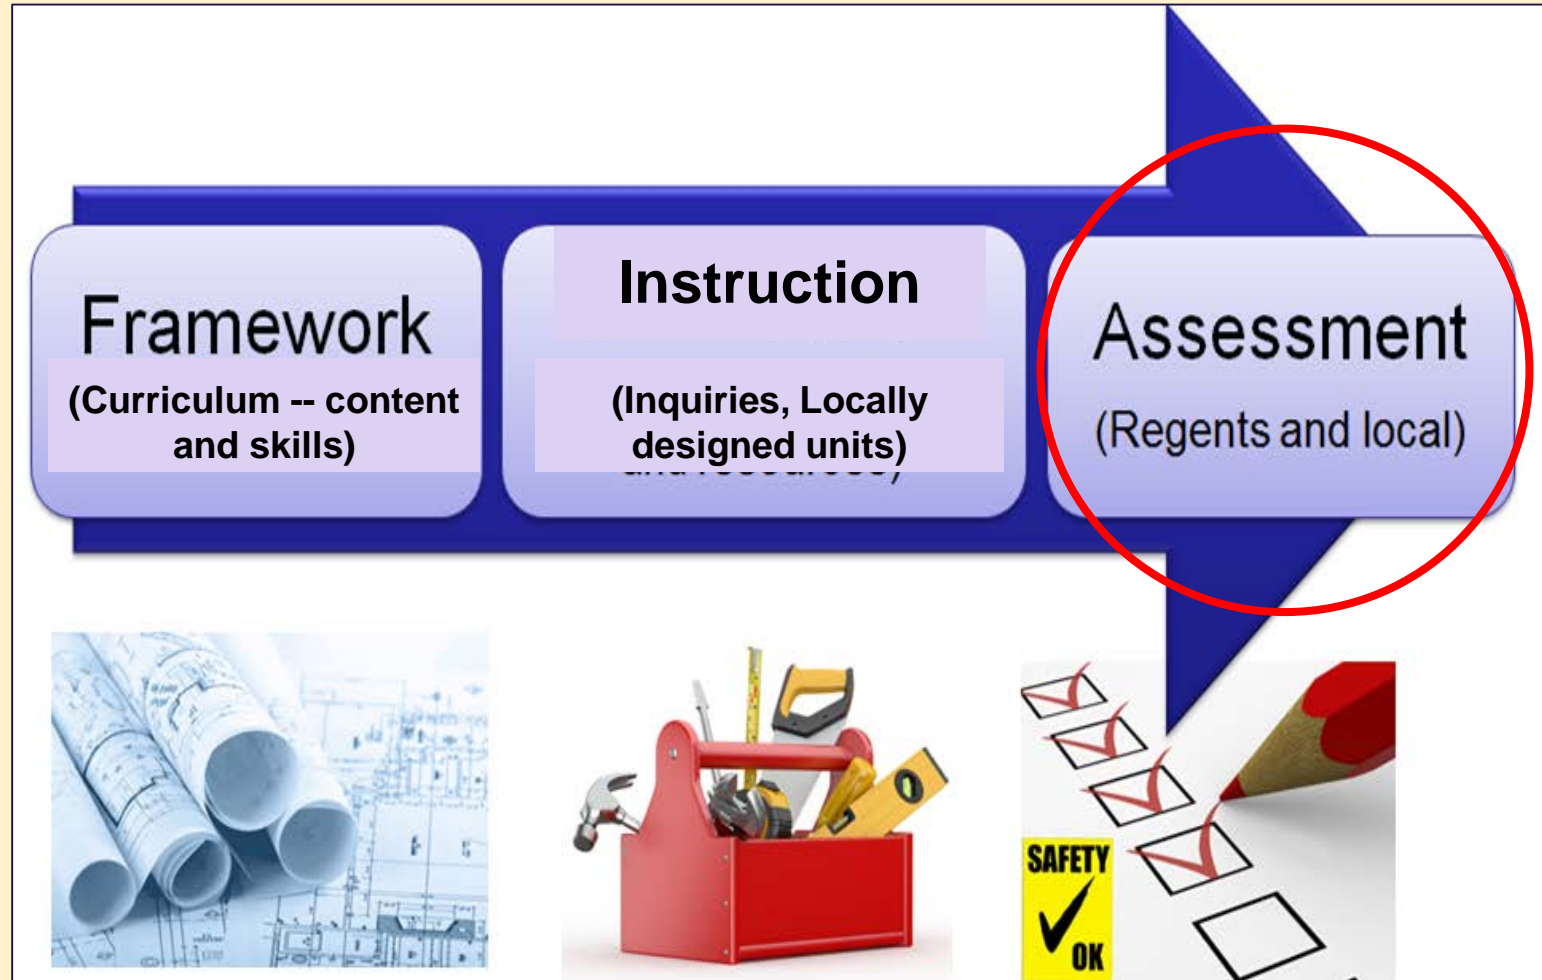 Framework
(Curriculum -- content
and skills)
Instruction
(Inquiries, Locally
designed units)
Assessment
(Regents and local)
SAFETY
OK